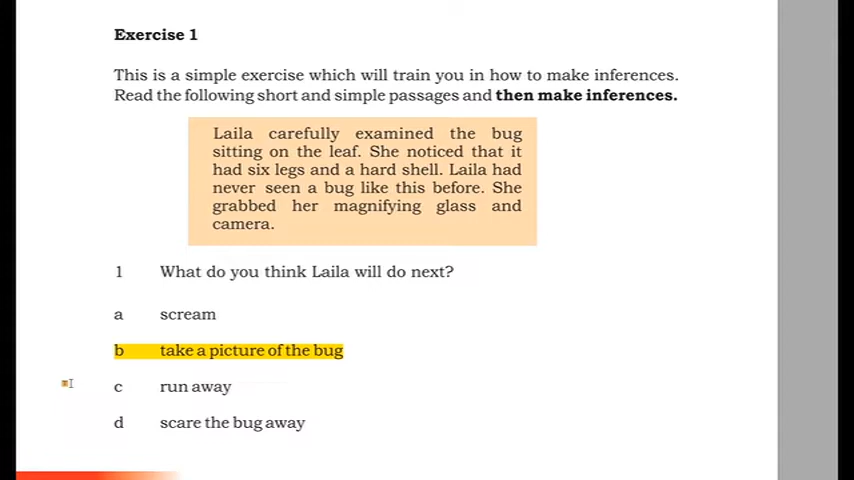 Exercise 1
This is a simple exercise which will train you in how to make inferences.
Read the following short and simple passages and then make inferences.
Laila carefully examined the bug
sitting on the leaf. She noticed that it
had six legs and a hard shell. Laila had
never seen a bug like this before. She
grabbed her magnifying glass and
camera.
1 What do you think Laila will do next?
a scream
b take a picture of the bug
c run away
d scare the bug away